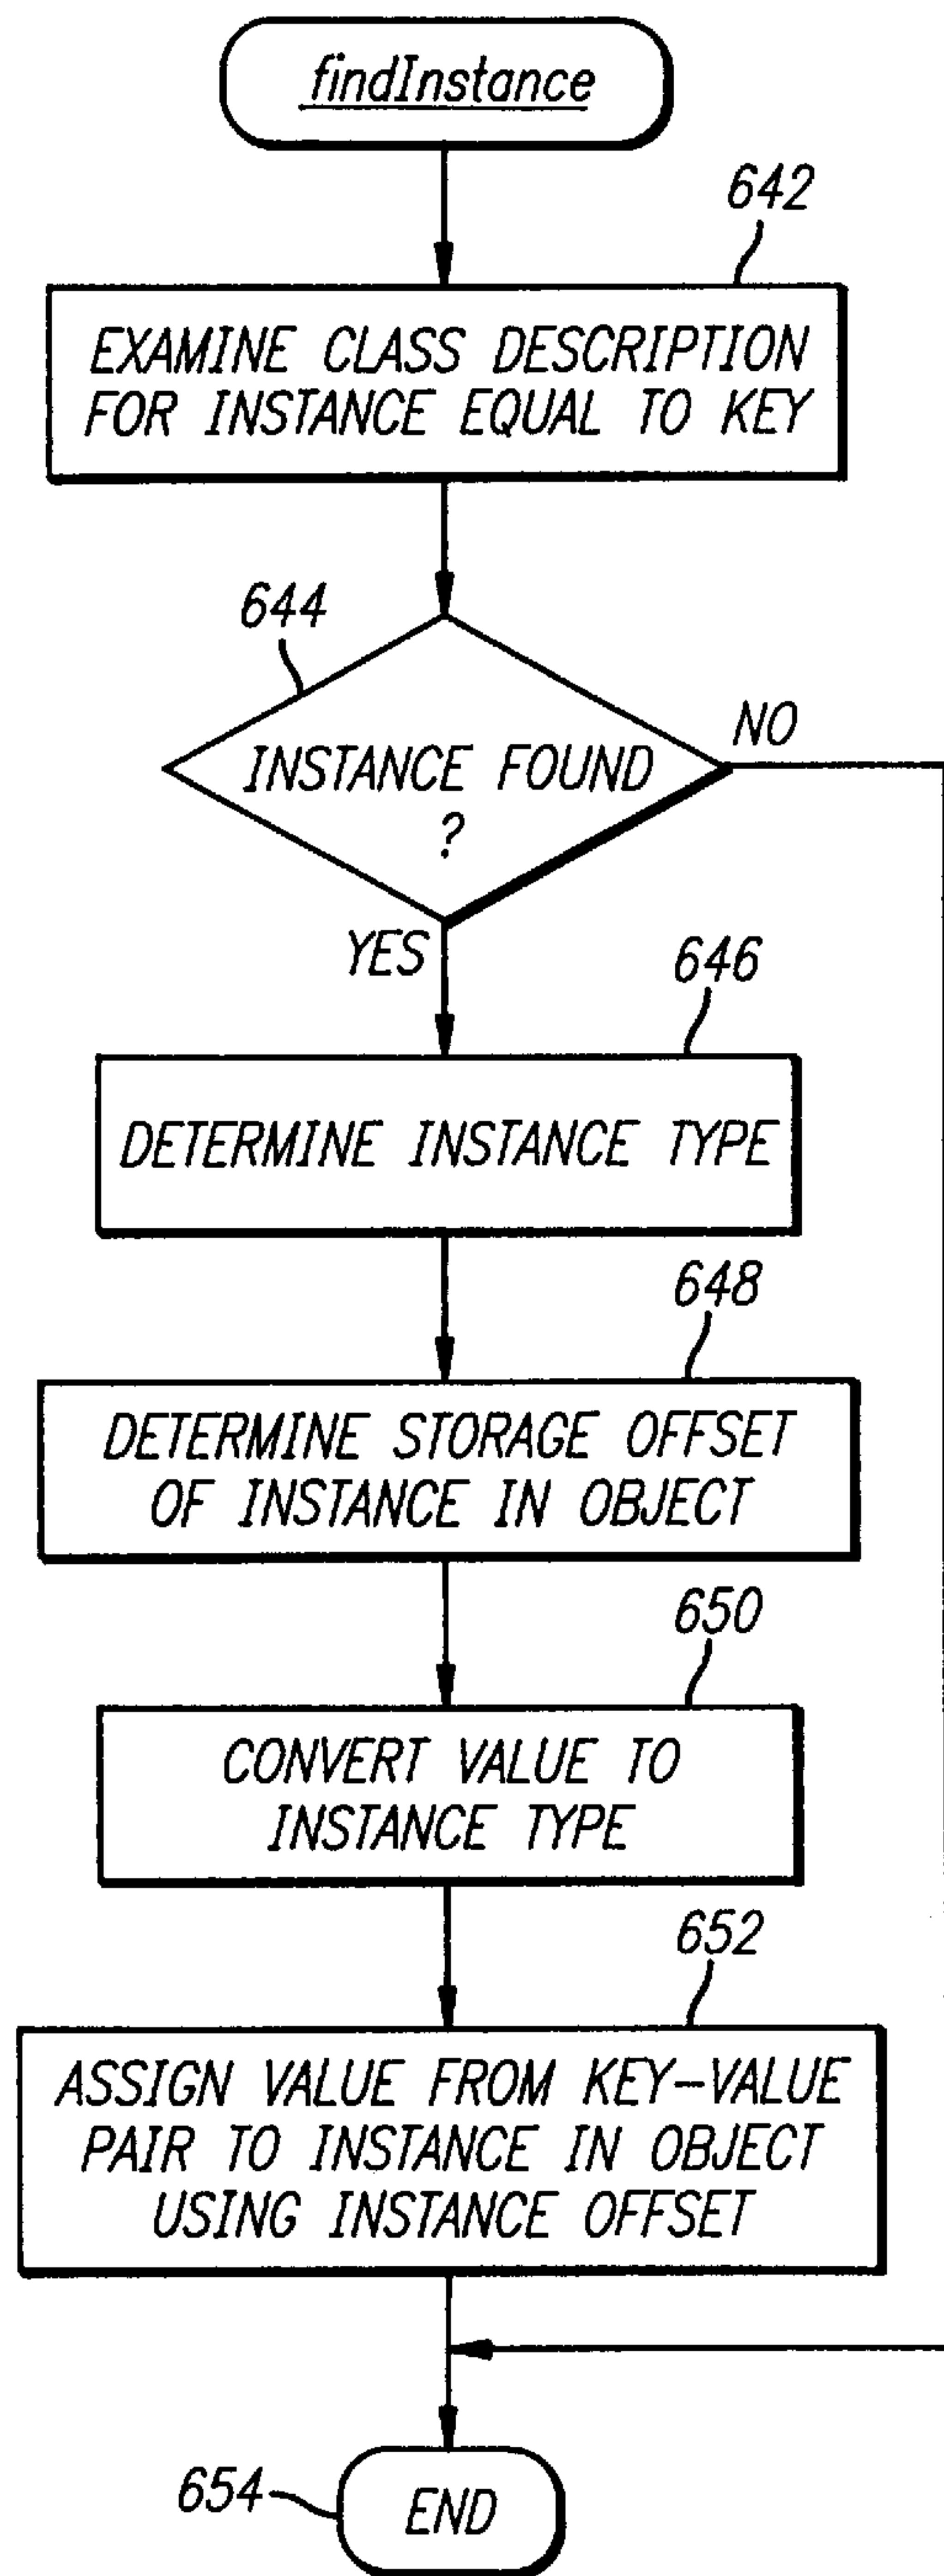 findInstance
642
EXAMINE CLASS DESCRIPTION
FOR INSTANCE EQUAL TO KEY
644
INSTANCE FOUND
?
NO
YES
646
DETERMINE INSTANCE TYPE
648
DETERMINE STORAGE OFFSET
OF INSTANCE IN OBJECT
650
CONVERT VALUE TO
INSTANCE TYPE
652
ASSIGN VALUE FROM KEY-VALUE
PAIR TO INSTANCE IN OBJECT
USING INSTANCE OFFSET
654
END